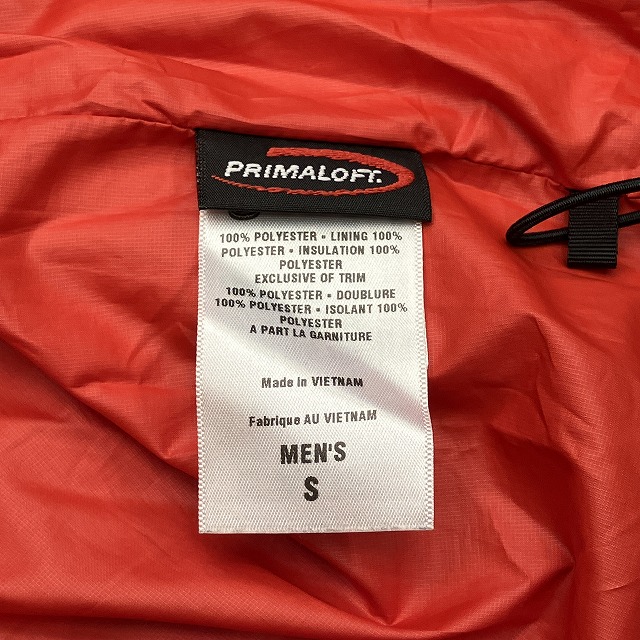 PRIMALOFT.
100% POLYESTER • LINING 100%
POLYESTER • INSULATION 100%
POLYESTER
EXCLUSIVE OF TRIM
100% POLYESTER • DOUBLURE
100% POLYESTER • ISOLANT 100%
POLYESTER
A PART LA GARNITURE
Made in VIETNAM
Fabrique AU VIETNAM
MEN'S
S